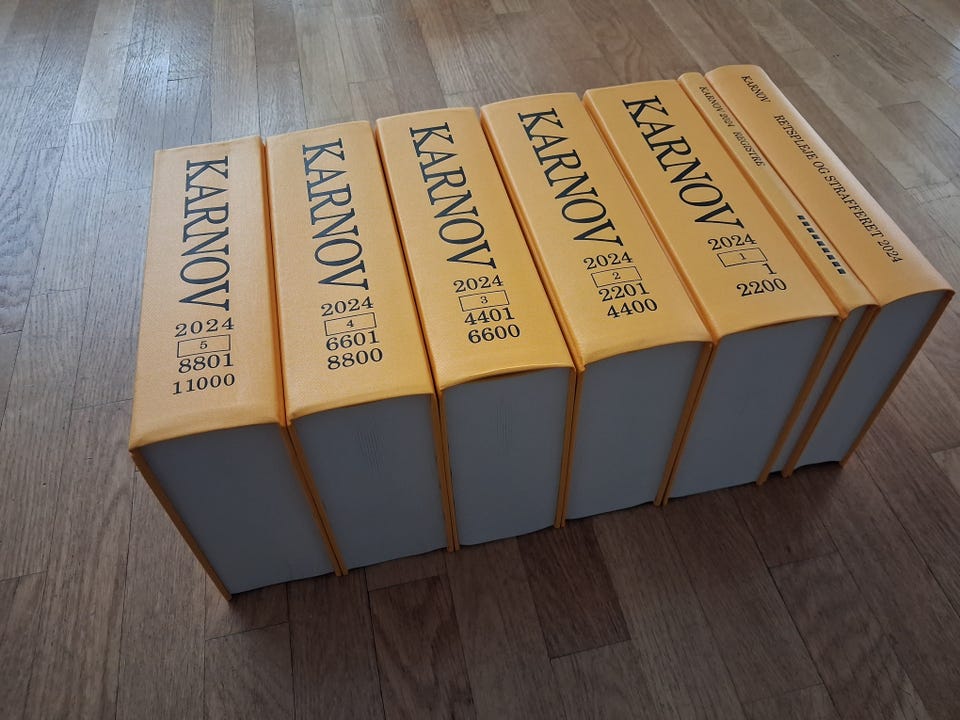 KARNOV
2024
5
8801
11000
KARNOV
2024
4
6601
8800
KARNOV
2024
3
4401
6600
KARNOV
2024
2
2201
4400
KARNOV
2024
1
1
2200
KARNOV 2024 REGISTRE
KARNOV RETSPLEJE OG STRAFFERET 2024